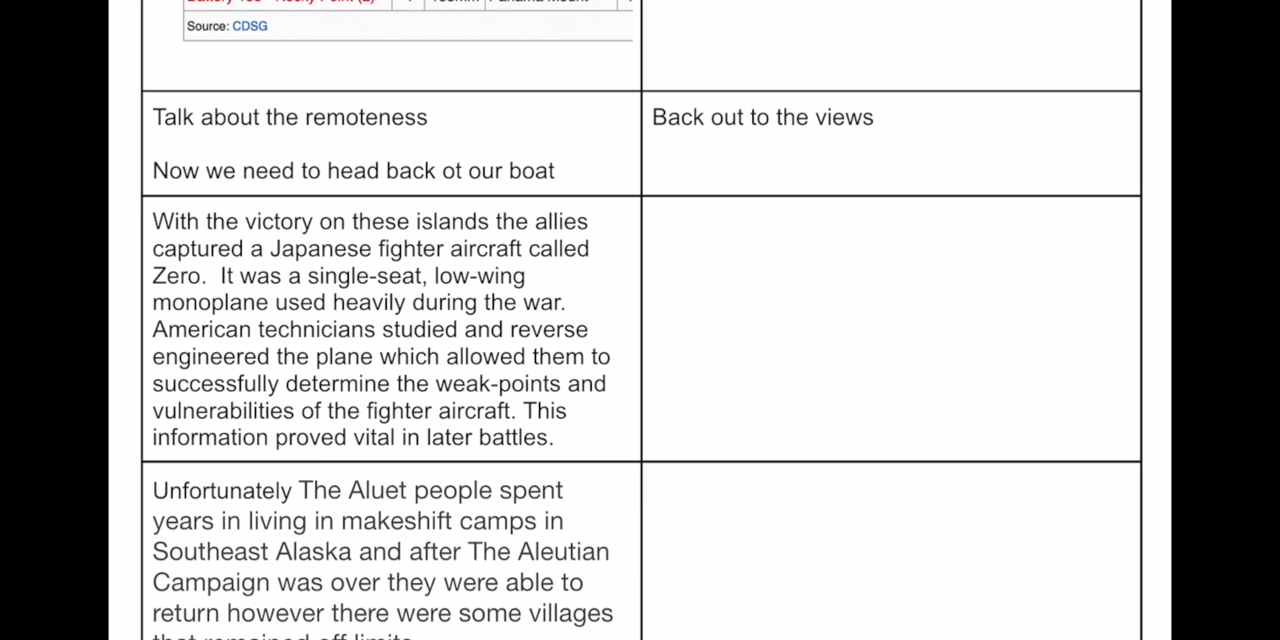 Source: CDSG
Talk about the remoteness
Back out to the views
Now we need to head back ot our boat
With the victory on these islands the allies
captured a Japanese fighter aircraft called
Zero.  It was a single-seat, low-wing
monoplane used heavily during the war.
American technicians studied and reverse
engineered the plane which allowed them to
successfully determine the weak-points and
vulnerabilities of the fighter aircraft. This
information proved vital in later battles.
Unfortunately The Aluet people spent
years in living in makeshift camps in
Southeast Alaska and after The Aleutian
Campaign was over they were able to
return however there were some villages
that remained off limits